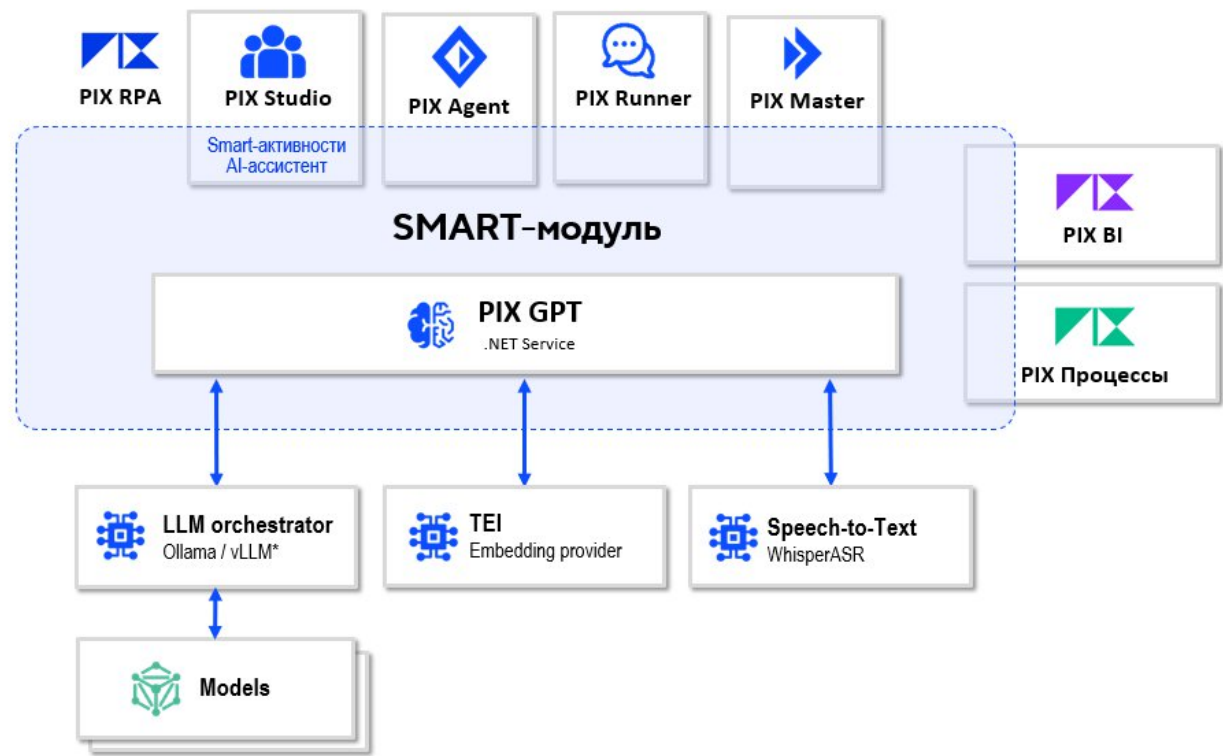 PIX RPA
PIX Studio
PIX Agent
PIX Runner
PIX Master
Smart-активности
AI-ассистент
SMART-модуль
PIX BI
PIX GPT
.NET Service
PIX Процессы
LLM orchestrator
Ollama / vLLM*
TEI
Embedding provider
Speech-to-Text
WhisperASR
Models